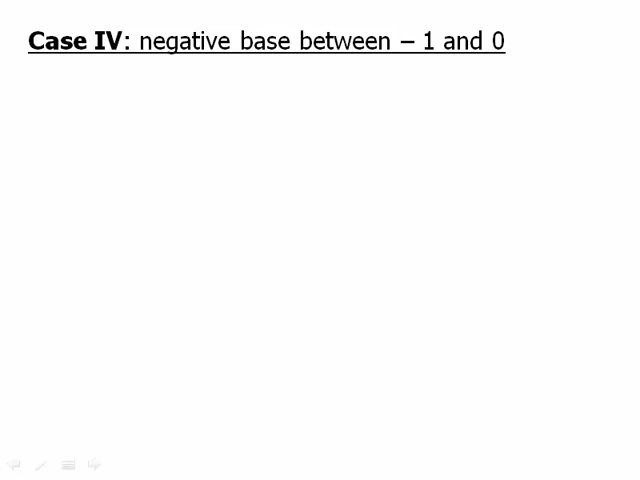 Case IV: negative base between – 1 and 0